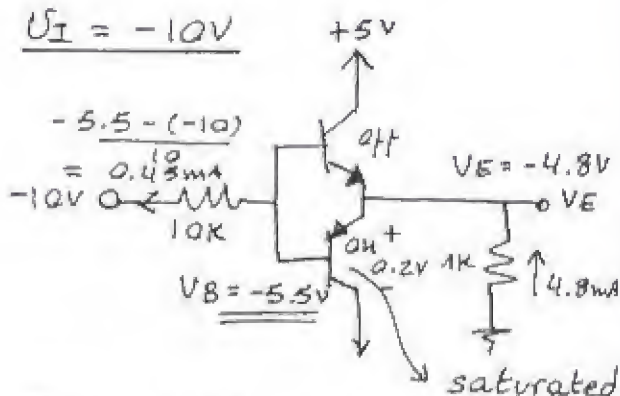 UI = -10V
+5V
-5.5-(-10)
10
= 0.45mA
off
VE = -4.8V
-10V
VE
10K
ON +
0.2V
-
1K
4.8mA
VB = -5.5V
saturated